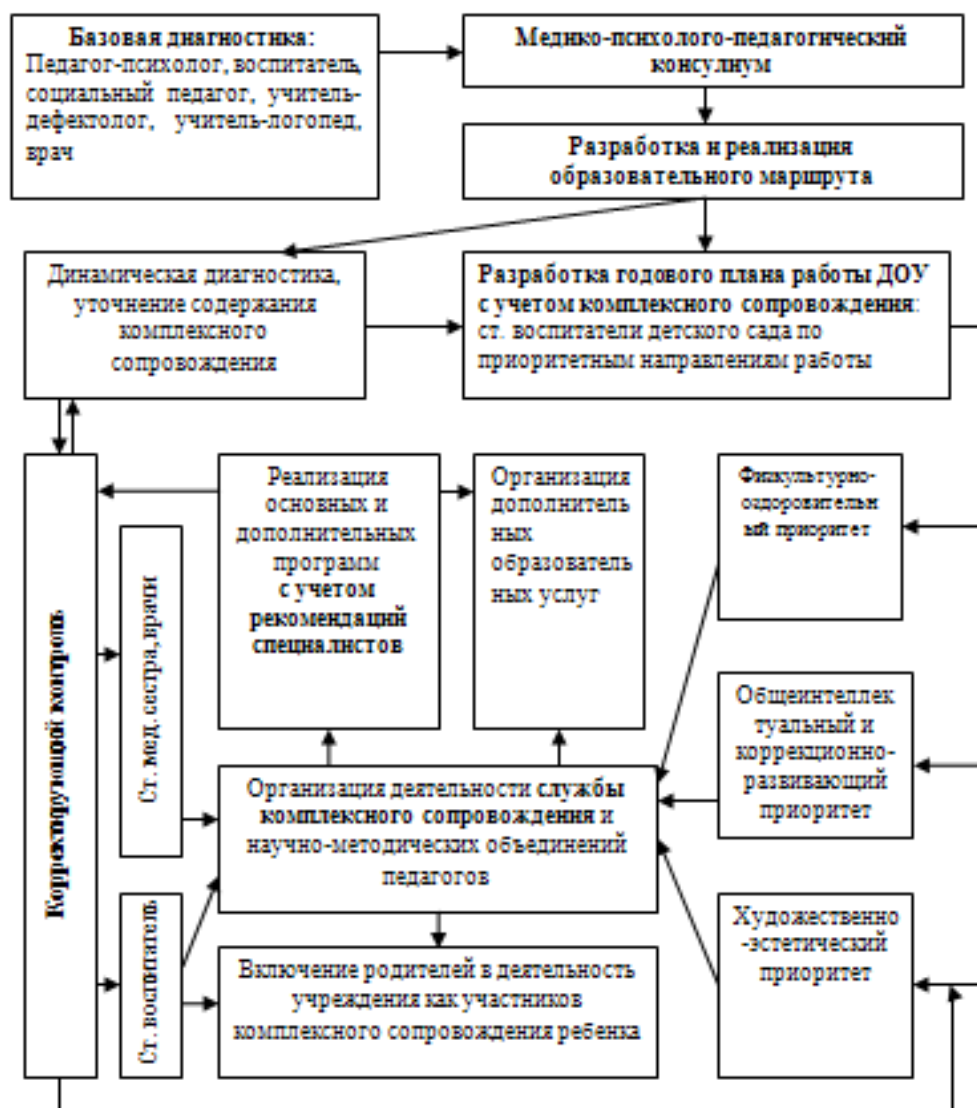 Базовая диагностика:
Педагог-психолог, воспитатель,
социальный педагог, учитель-
дефектолог, учитель-логопед,
врач
Медико-психолого-педагогический
консулиум
Разработка и реализация
образовательного маршрута
Динамическая диагностика,
уточнение содержания
комплексного
сопровождения
Разработка годового плана работы ДОУ
с учетом комплексного сопровождения:
ст. воспитатели детского сада по
приоритетным направлениям работы
Корректирующий контроль
Ст. мед. сестра, врачи
Ст. воспитатель
Реализация
основных и
дополнительных
программ
с учетом
рекомендаций
специалистов
Организация
дополнитель
ных
образователь
ных услуг
Физкультурно-
оздоровительн
ый приоритет
Общеинтеллек
туальный и
коррекционно-
развивающий
приоритет
Организация деятельности службы
комплексного сопровождения и
научно-методических объединений
педагогов
Художественно
-эстетический
приоритет
Включение родителей в деятельность
учреждения как участников
комплексного сопровождения ребенка